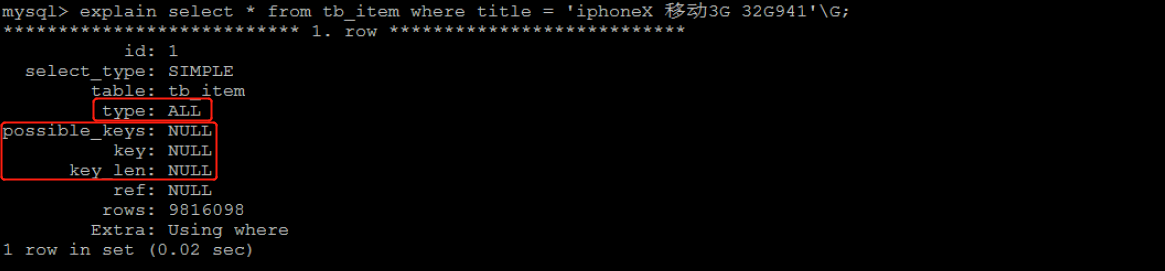 mysql> explain select * from tb_item where title = 'iphoneX 移动3G 32G941'\G;
*************************** 1. row ***************************
id: 1
select_type: SIMPLE
table: tb_item
type: ALL
possible_keys: NULL
key: NULL
key_len: NULL
ref: NULL
rows: 9816098
Extra: Using where
1 row in set (0.02 sec)